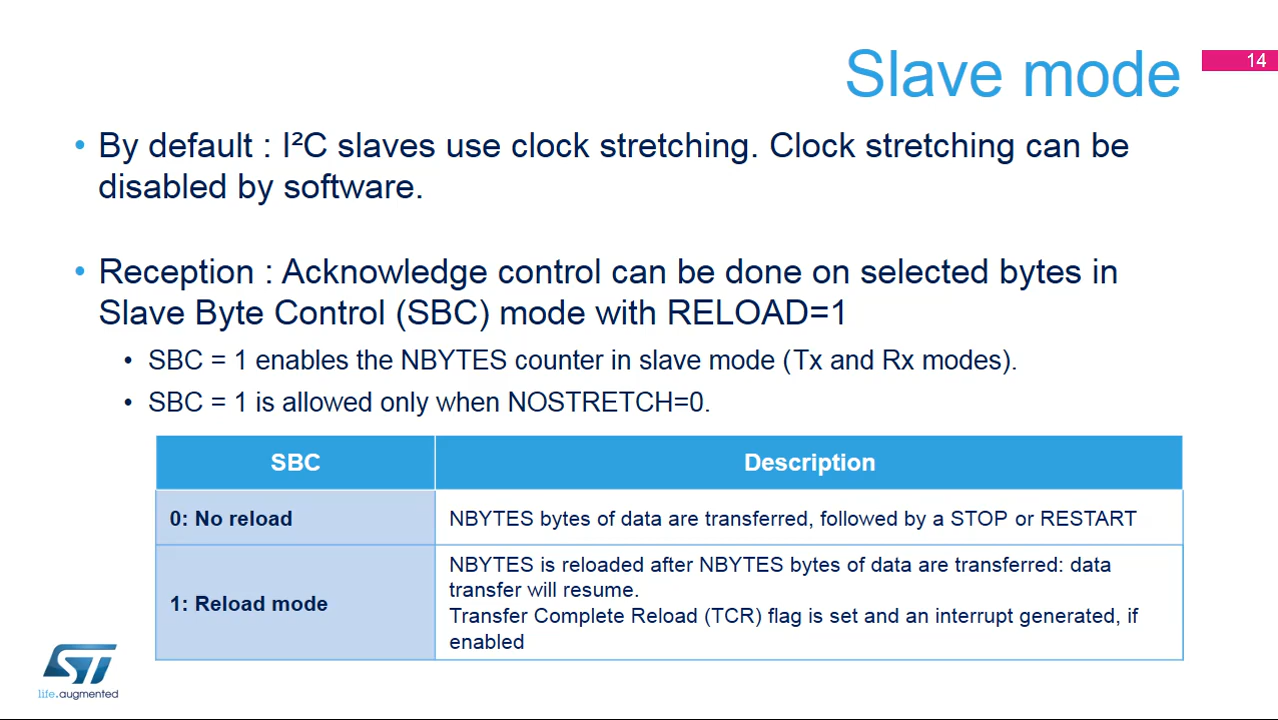 Slave mode
14
• By default : I²C slaves use clock stretching. Clock stretching can be
disabled by software.
• Reception : Acknowledge control can be done on selected bytes in
Slave Byte Control (SBC) mode with RELOAD=1
• SBC = 1 enables the NBYTES counter in slave mode (Tx and Rx modes).
• SBC = 1 is allowed only when NOSTRETCH=0.
SBC
Description
0: No reload
NBYTES bytes of data are transferred, followed by a STOP or RESTART
1: Reload mode
NBYTES is reloaded after NBYTES bytes of data are transferred: data
transfer will resume.
Transfer Complete Reload (TCR) flag is set and an interrupt generated, if
enabled
ST
life.augmented